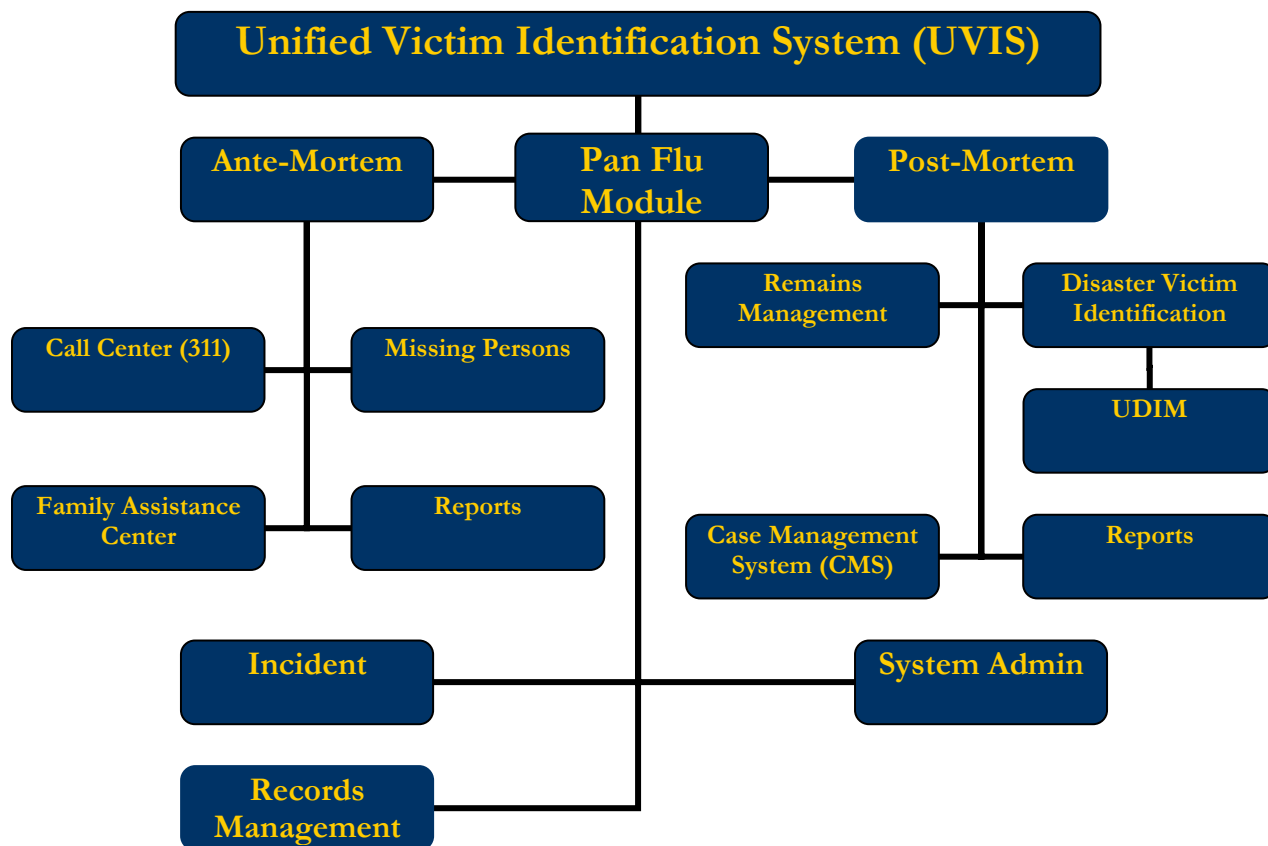 Unified Victim Identification System (UVIS)
Ante-Mortem
Pan Flu
Module
Post-Mortem
Remains
Management
Disaster Victim
Identification
Call Center (311)
Missing Persons
UDIM
Family Assistance
Center
Reports
Case Management
System (CMS)
Reports
Incident
System Admin
Records
Management